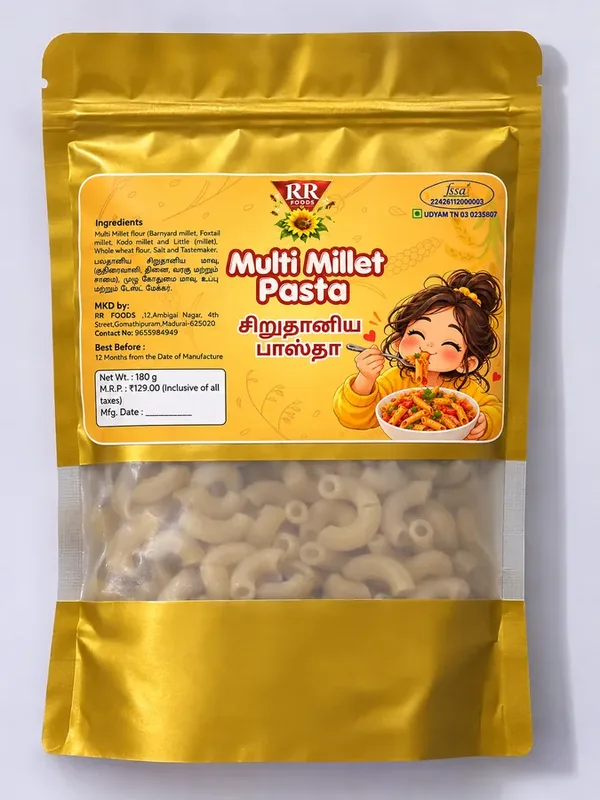 RR
FOODS
fssai
22426112000003
UDYAM TN 03 0235807
Ingredients
Multi Millet flour (Barnyard millet, Foxtail
millet, Kodo millet and Little (millet),
Whole wheat flour, Salt and Tastemaker.
பலதானிய சிறுதானிய மாவு,
(குதிரைவாலி, தினை, வரகு மற்றும்
சாமை), முழு கோதுமை மாவு, உப்பு
மற்றும் டேஸ்ட் மேக்கர்.
MKD by:
RR FOODS ,12,Ambigai Nagar, 4th
Street,Gomathipuram,Madurai-625020
Contact No: 9655984949
Best Before :
12 Months from the Date of Manufacture
Net Wt. : 180 g
M.R.P. : ₹129.00 (Inclusive of all
taxes)
Mfg. Date : __________
Multi Millet
Pasta
சிறுதானிய
பாஸ்தா